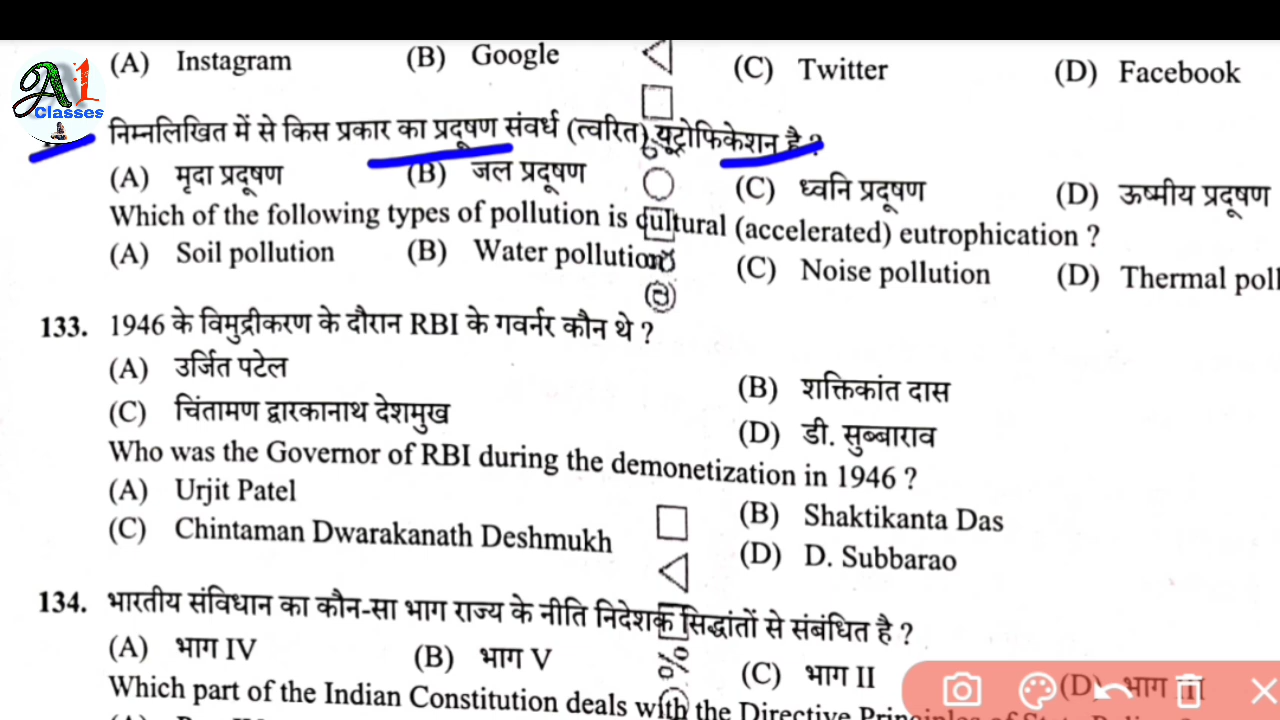 A1 Classes
(A) Instagram (B) Google (C) Twitter (D) Facebook
निम्नलिखित में से किस प्रकार का प्रदूषण संवर्ध (त्वरित) यूट्रोफिकेशन है ?
(A) मृदा प्रदूषण (B) जल प्रदूषण (C) ध्वनि प्रदूषण (D) ऊष्मीय प्रदूषण
Which of the following types of pollution is cultural (accelerated) eutrophication ?
(A) Soil pollution (B) Water pollution (C) Noise pollution (D) Thermal poll
133. 1946 के विमुद्रीकरण के दौरान RBI के गवर्नर कौन थे ?
(A) उर्जित पटेल (B) शक्तिकांत दास
(C) चिंतामण द्वारकानाथ देशमुख (D) डी. सुब्बाराव
Who was the Governor of RBI during the demonetization in 1946 ?
(A) Urjit Patel (B) Shaktikanta Das
(C) Chintaman Dwarakanath Deshmukh (D) D. Subbarao
134. भारतीय संविधान का कौन-सा भाग राज्य के नीति निदेशक सिद्धांतों से संबंधित है ?
(A) भाग IV (B) भाग V (C) भाग II (D) भाग
Which part of the Indian Constitution deals with the Directive